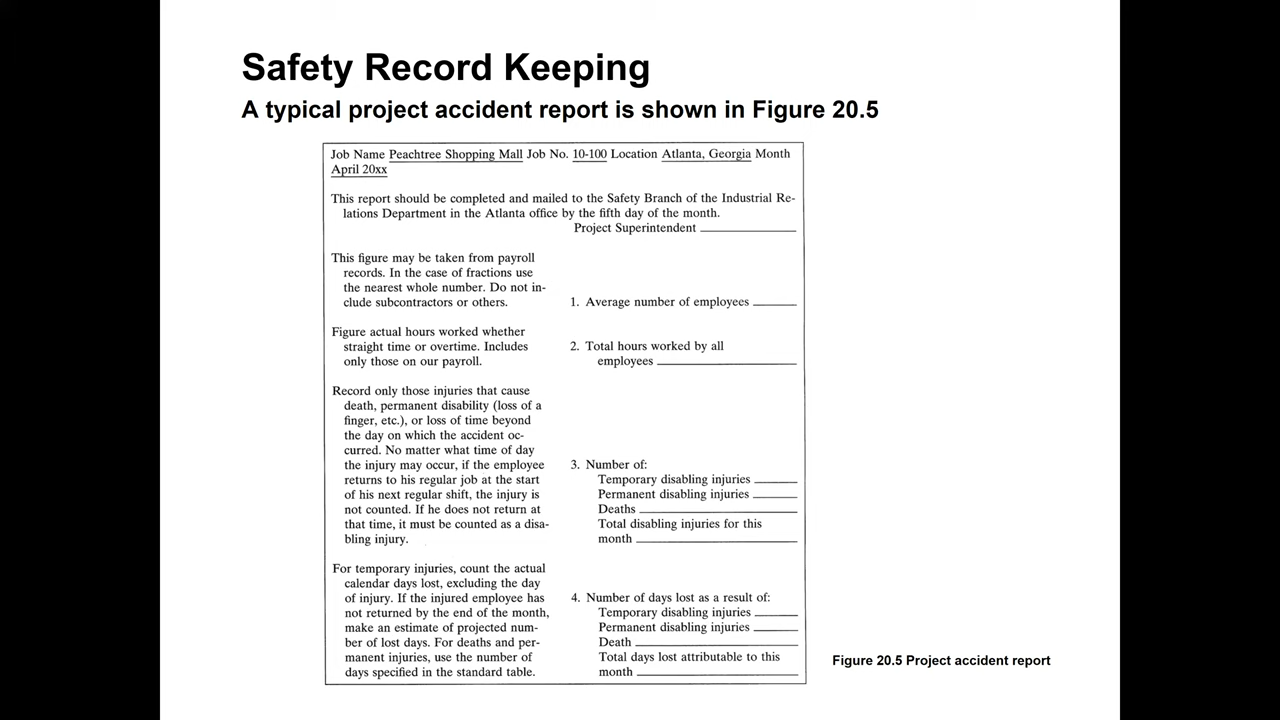 Safety Record Keeping
A typical project accident report is shown in Figure 20.5
Job Name Peachtree Shopping Mall Job No. 10-100 Location Atlanta, Georgia Month
April 20xx
This report should be completed and mailed to the Safety Branch of the Industrial Re-
lations Department in the Atlanta office by the fifth day of the month.
Project Superintendent
This figure may be taken from payroll
records. In the case of fractions use
the nearest whole number. Do not in-
clude subcontractors or others.
1. Average number of employees
Figure actual hours worked whether
straight time or overtime. Includes
only those on our payroll.
2. Total hours worked by all
employees
Record only those injuries that cause
death, permanent disability (loss of a
finger, etc.), or loss of time beyond
the day on which the accident oc-
curred. No matter what time of day
the injury may occur, if the employee
returns to his regular job at the start
of his next regular shift, the injury is
not counted. If he does not return at
that time, it must be counted as a disa-
bling injury.
3. Number of:
Temporary disabling injuries
Permanent disabling injuries
Deaths
Total disabling injuries for this
month
For temporary injuries, count the actual
calendar days lost, excluding the day
of injury. If the injured employee has
not returned by the end of the month,
make an estimate of projected num-
ber of lost days. For deaths and per-
manent injuries, use the number of
days specified in the standard table.
4. Number of days lost as a result of:
Temporary disabling injuries
Permanent disabling injuries
Death
Total days lost attributable to this
month
Figure 20.5 Project accident report